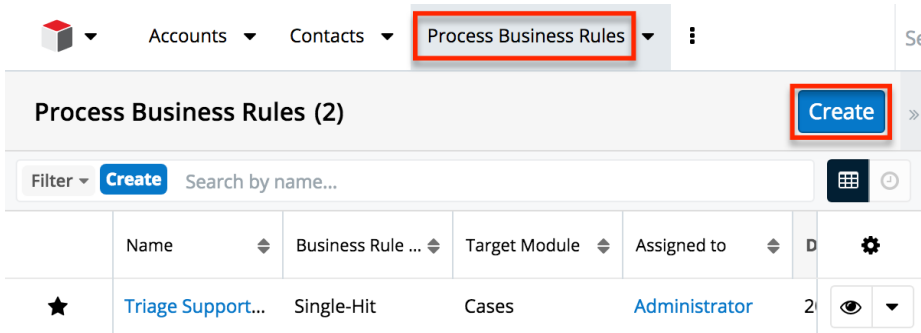 Accounts Contacts Process Business Rules
Process Business Rules (2) Create
Filter Create Search by name...
Name Business Rule ... Target Module Assigned to
Triage Support... Single-Hit Cases Administrator